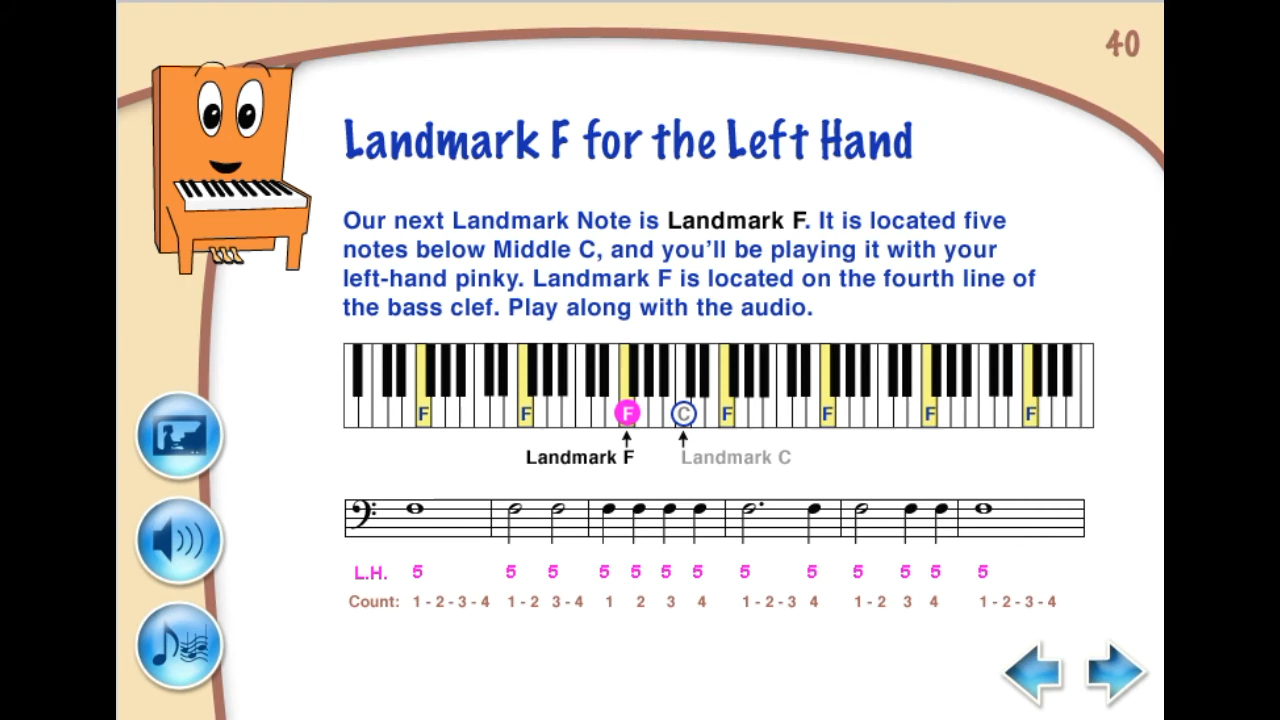 40
Landmark F for the Left Hand
Our next Landmark Note is Landmark F. It is located five
notes below Middle C, and you'll be playing it with your
left-hand pinky. Landmark F is located on the fourth line of
the bass clef. Play along with the audio.
F F F C F F F F
Landmark F Landmark C
L.H. 5 5 5 5 5 5 5 5 5 5 5 5 5
Count: 1 - 2 - 3 - 4 1 - 2 3 - 4 1 2 3 4 1 - 2 - 3 4 1 - 2 3 4 1 - 2 - 3 - 4